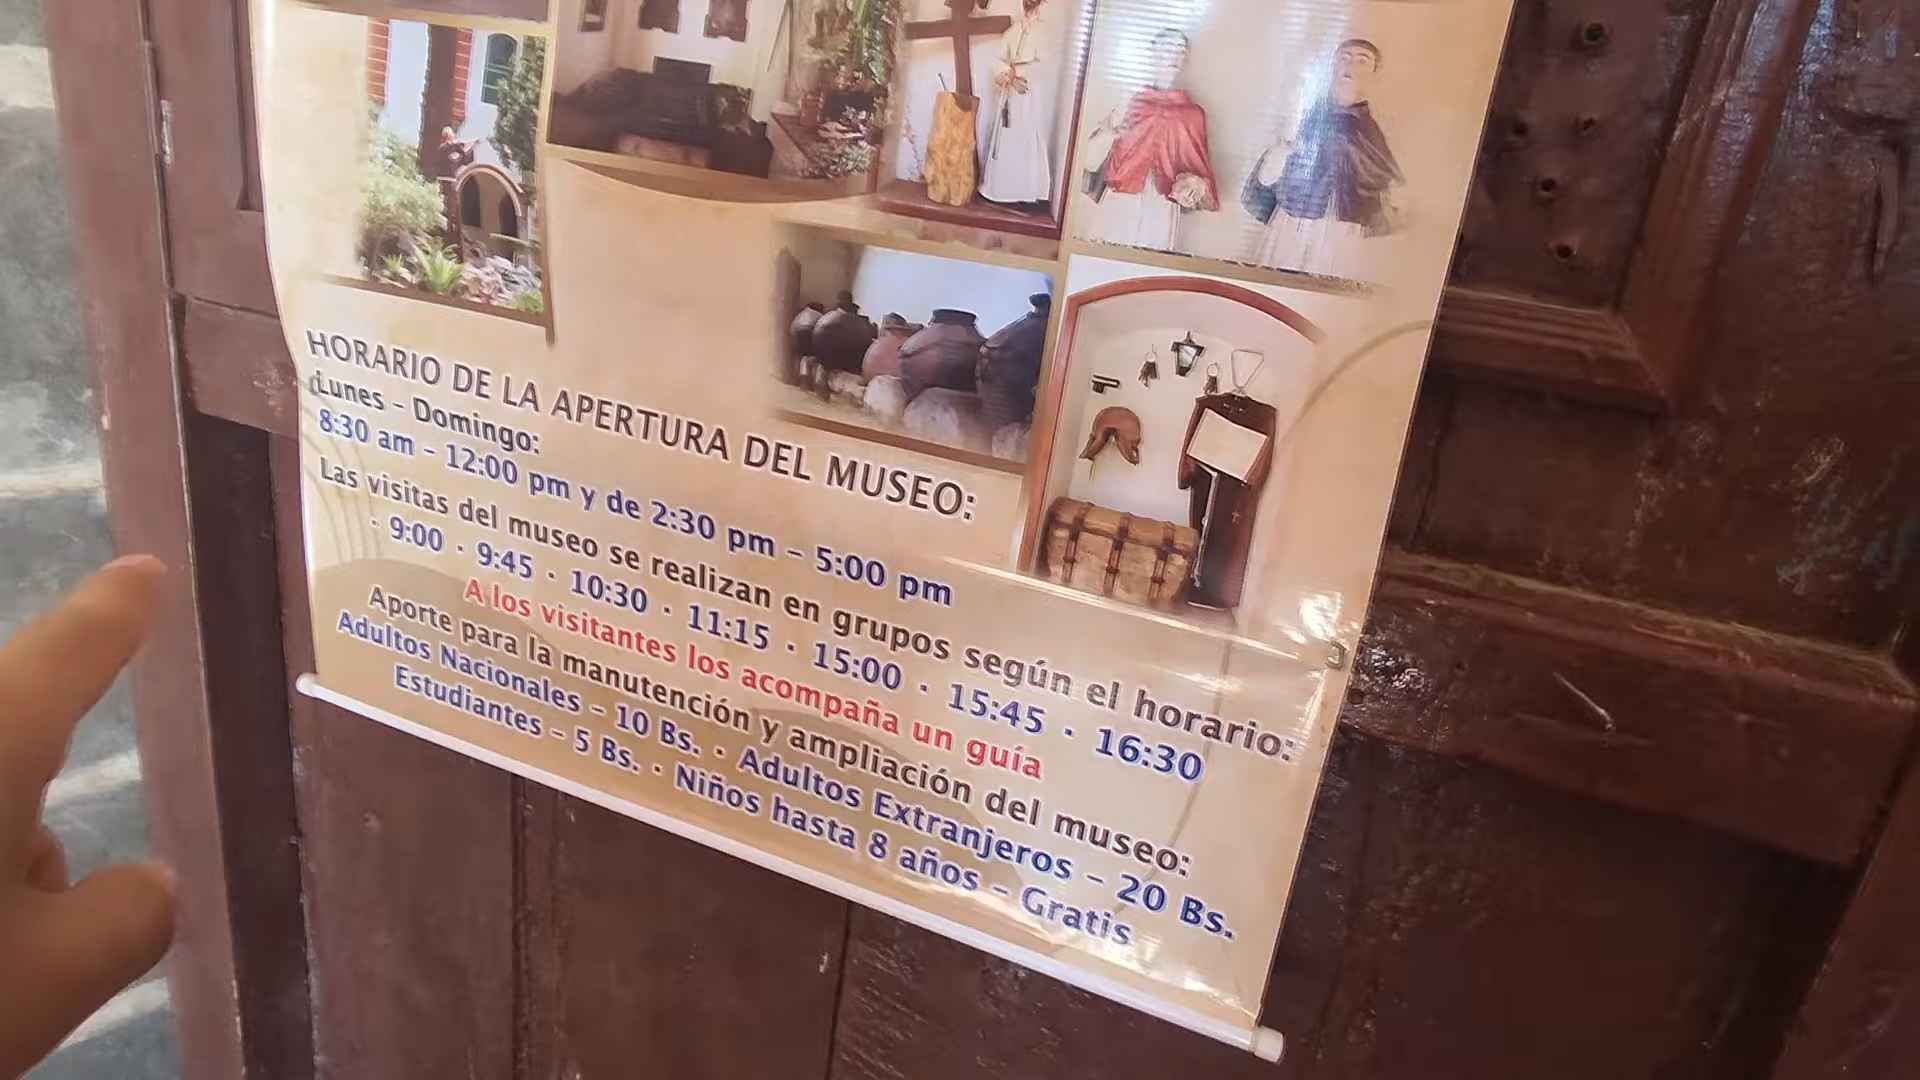 HORARIO DE LA APERTURA DEL MUSEO:
Lunes - Domingo:
8:30 am - 12:00 pm y de 2:30 pm - 5:00 pm
Las visitas del museo se realizan en grupos según el horario:
· 9:00 · 9:45 · 10:30 · 11:15 · 15:00 · 15:45 · 16:30
A los visitantes los acompaña un guía
Aporte para la manutención y ampliación del museo:
Adultos Nacionales - 10 Bs. · Adultos Extranjeros - 20 Bs.
Estudiantes - 5 Bs. · Niños hasta 8 años - Gratis